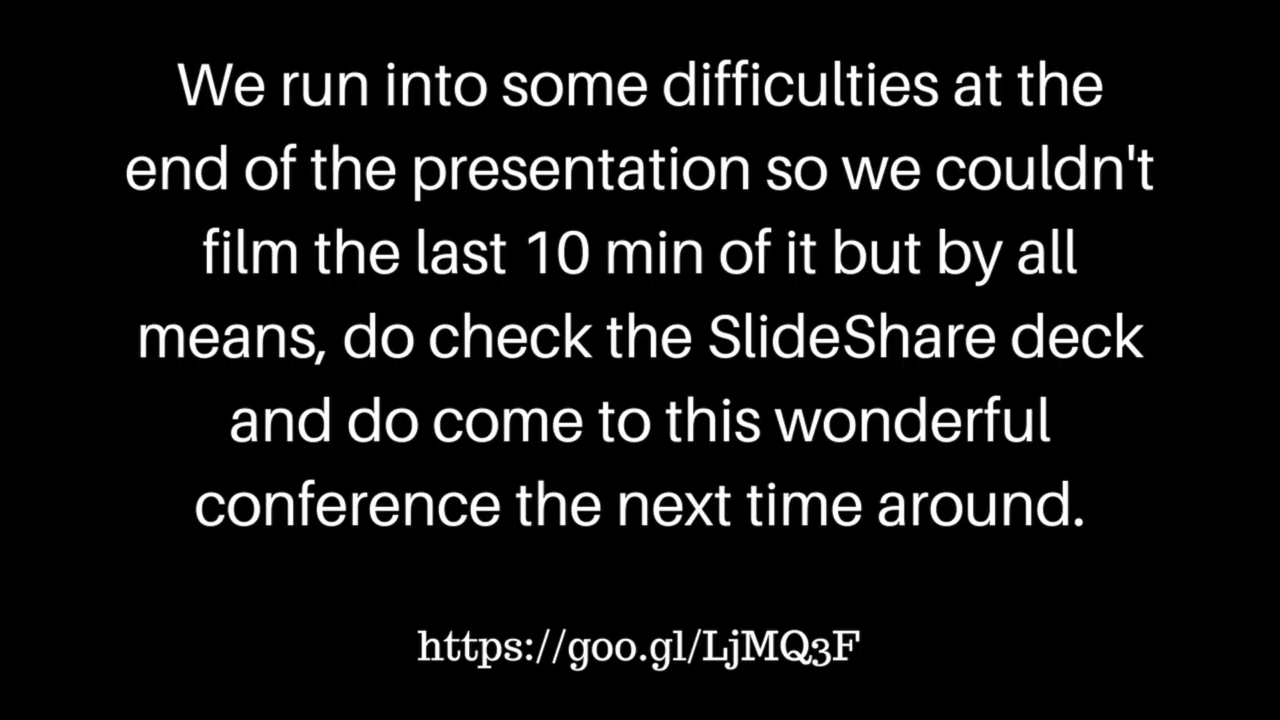 We run into some difficulties at the
end of the presentation so we couldn't
film the last 10 min of it but by all
means, do check the SlideShare deck
and do come to this wonderful
conference the next time around.
https://goo.gl/LjMQ3F